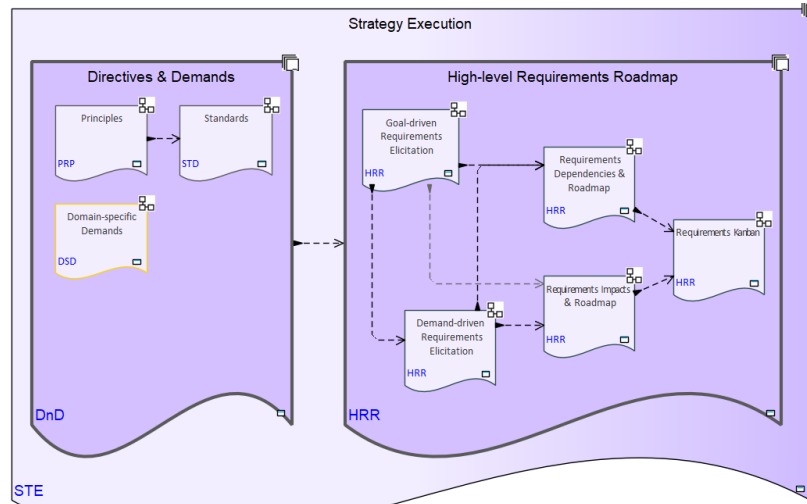 Strategy Execution
Directives & Demands
Principles
PRP
Standards
STD
Domain-specific
Demands
DSD
DnD
High-level Requirements Roadmap
Goal-driven
Requirements
Elicitation
HRR
Requirements
Dependencies &
Roadmap
HRR
Requirements Kanban
HRR
Requirements Impacts
& Roadmap
HRR
Demand-driven
Requirements
Elicitation
HRR
HRR
STE